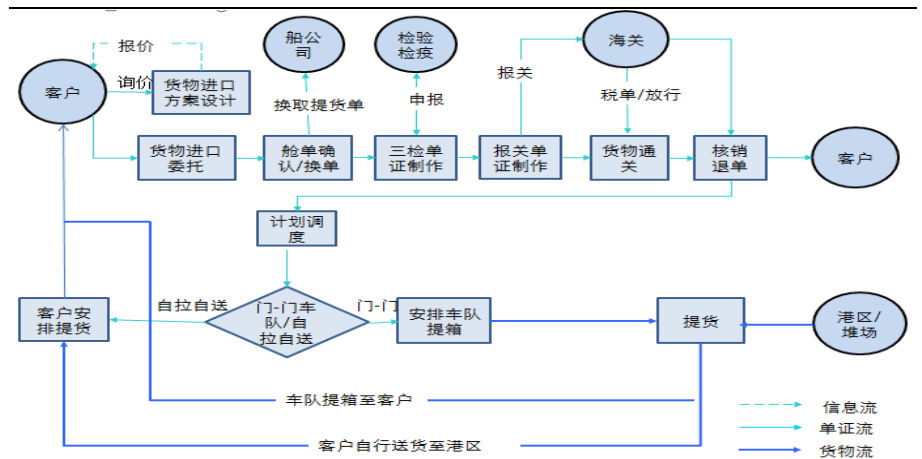 报价
客户
询价
货物进口
方案设计
船公
司
检验
检疫
海关
换取提货单
申报
报关
税单/放行
货物进口
委托
舱单确
认/换单
三检单
证制作
报关单
证制作
货物通
关
核销
退单
客户
计划调
度
自拉自送
门-门
客户安
排提货
门-门车
队/自
拉自送
安排车队
提箱
提货
港区/
堆场
车队提箱至客户
客户自行送货至港区
信息流
单证流
货物流